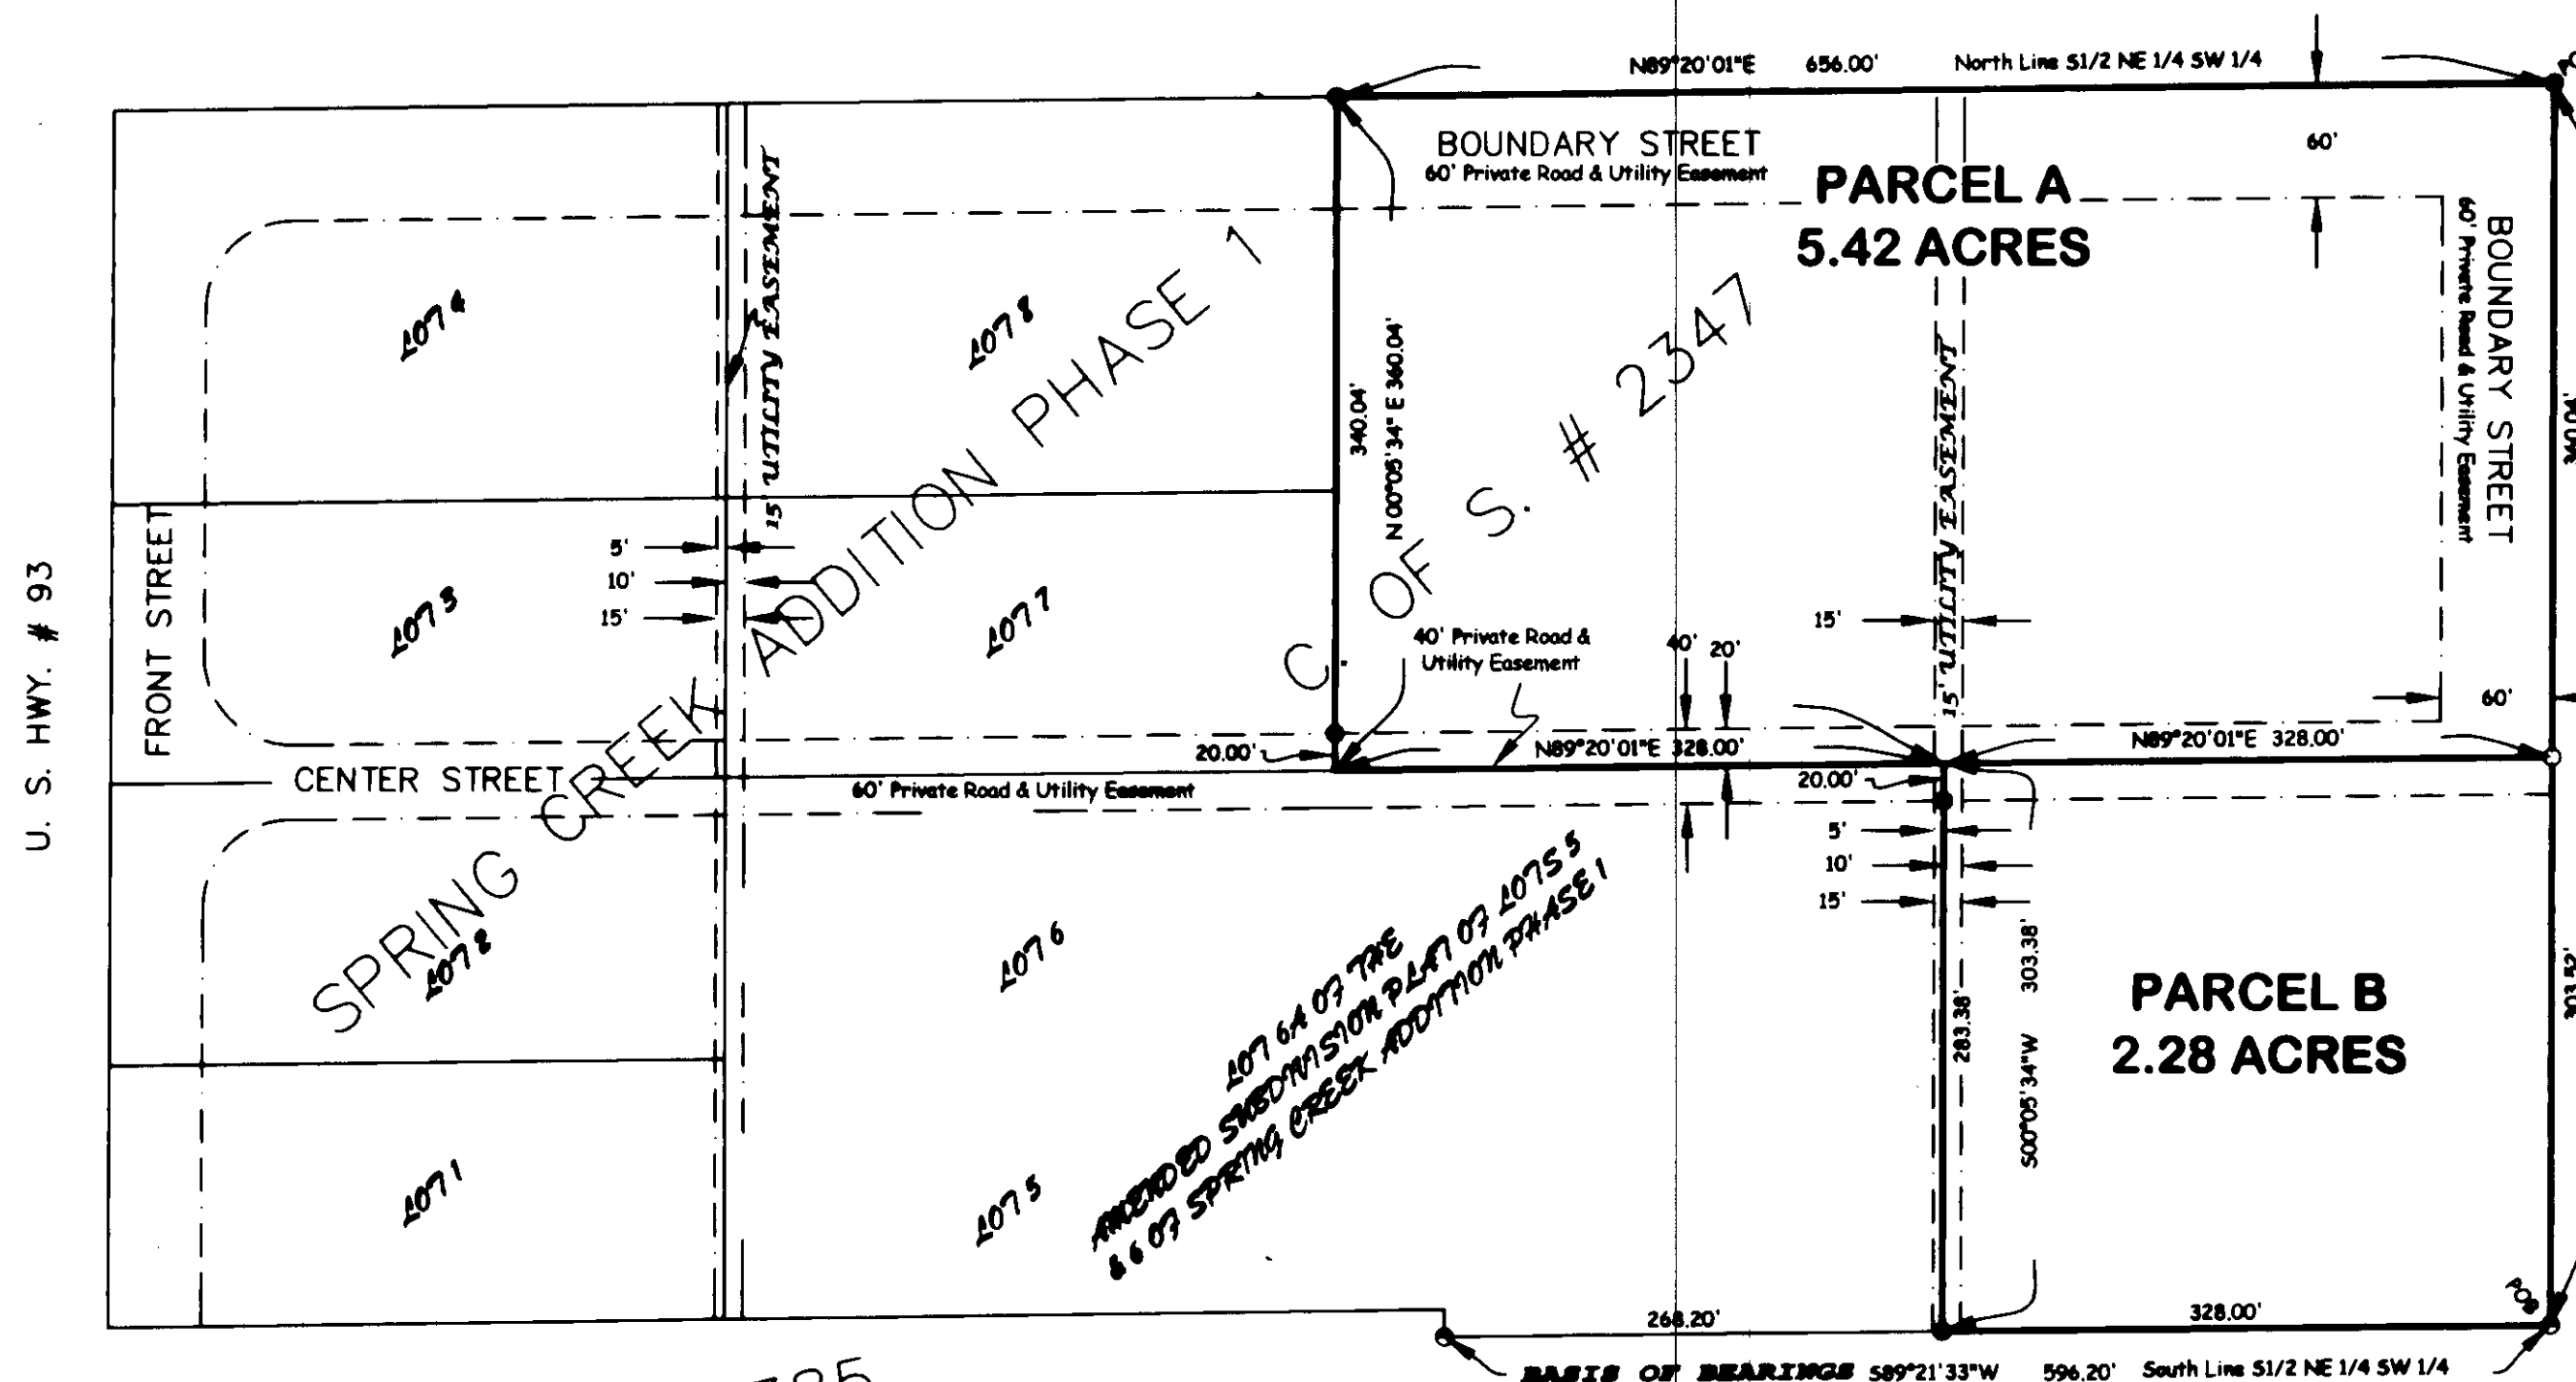 N89°20'01"E 656.00' North Line S1/2 NE 1/4 SW 1/4
BOUNDARY STREET
60' Private Road & Utility Easement
60'
PARCEL A
5.42 ACRES
BOUNDARY STREET
60' Private Road & Utility Easement
15' UTILITY EASEMENT
LOT 4
LOT 8
SPRING CREEK ADDITION PHASE 1
C. OF S. # 2347
340.04'
N 00°05'34" E 360.04'
15' UTILITY EASEMENT
U. S. HWY. # 93
FRONT STREET
5'
10'
15'
LOT 3
LOT 7
40' Private Road &
Utility Easement
40' 20'
15'
60'
20.00'
N89°20'01"E 328.00'
N89°20'01"E 328.00'
CENTER STREET
60' Private Road & Utility Easement
20.00'
5'
10'
15'
LOT 2
LOT 6
LOT 6A OF THE
AMENDED SUBDIVISION PLAT OF LOTS 5
& 6 OF SPRING CREEK ADDITION PHASE 1
283.38'
S00°05'34"W 303.38'
PARCEL B
2.28 ACRES
LOT 1
LOT 5
268.20'
328.00'
BASIS OF BEARINGS S89°21'33"W 596.20' South Line S1/2 NE 1/4 SW 1/4